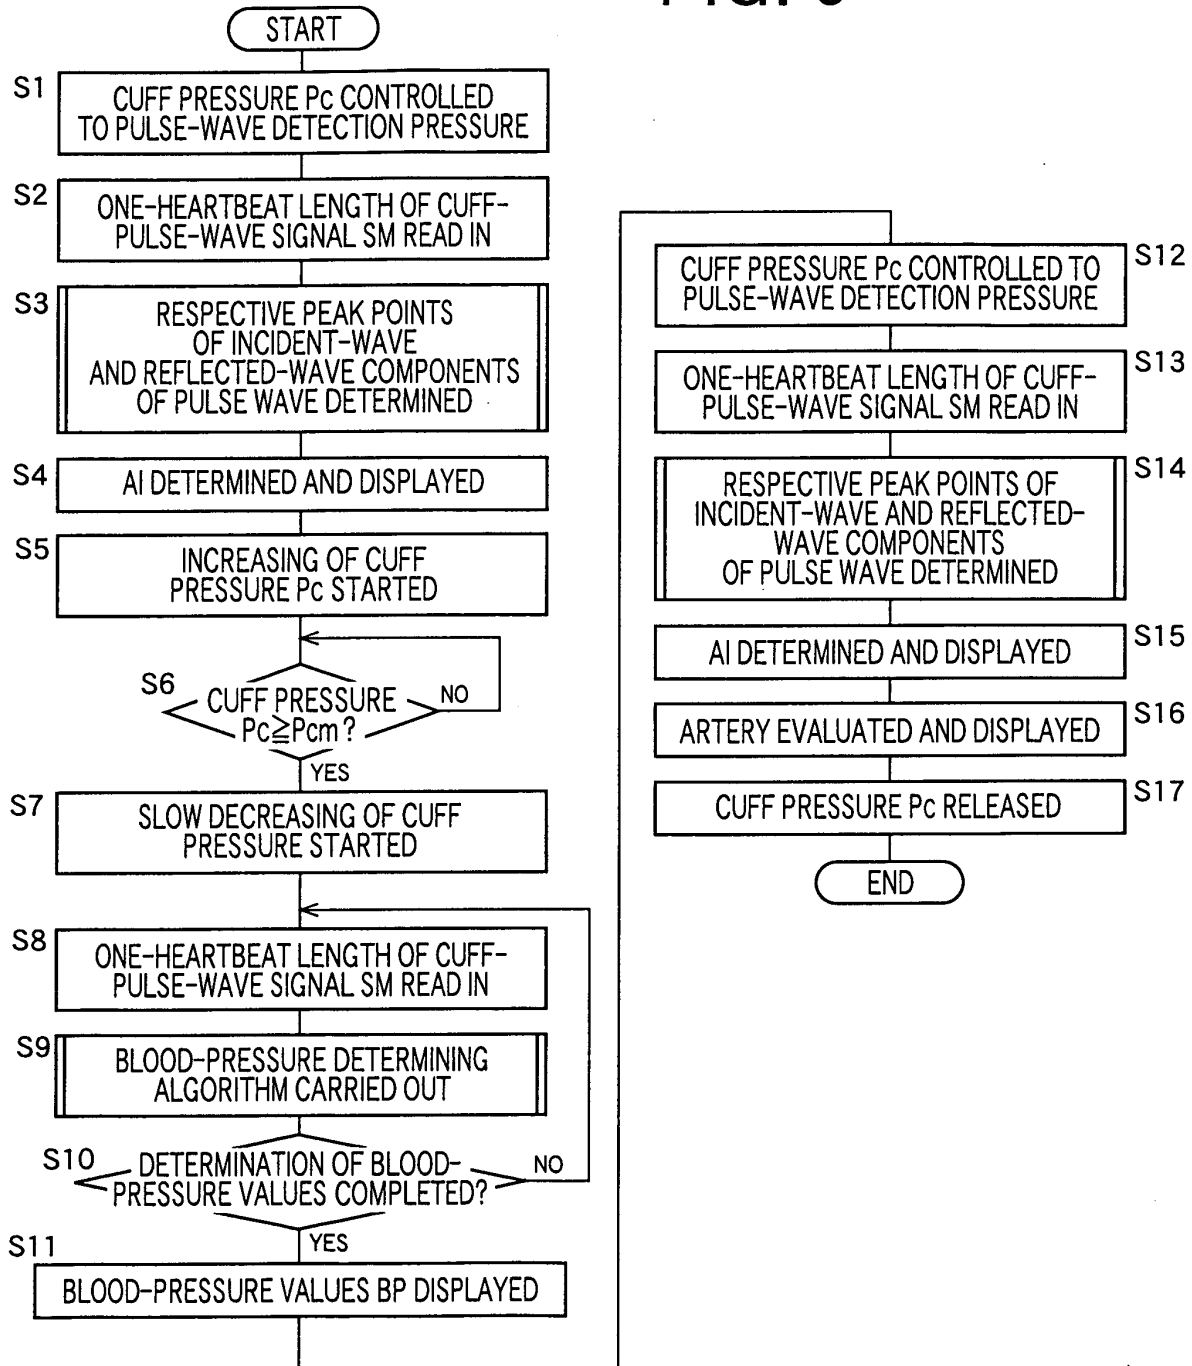 START
S1
CUFF PRESSURE Pc CONTROLLED
TO PULSE-WAVE DETECTION PRESSURE
S2
ONE-HEARTBEAT LENGTH OF CUFF-
PULSE-WAVE SIGNAL SM READ IN
S3
RESPECTIVE PEAK POINTS
OF INCIDENT-WAVE
AND REFLECTED-WAVE COMPONENTS
OF PULSE WAVE DETERMINED
S4
AI DETERMINED AND DISPLAYED
S5
INCREASING OF CUFF
PRESSURE Pc STARTED
S6
CUFF PRESSURE
Pc≧Pcm?
NO
YES
S7
SLOW DECREASING OF CUFF
PRESSURE STARTED
S8
ONE-HEARTBEAT LENGTH OF CUFF-
PULSE-WAVE SIGNAL SM READ IN
S9
BLOOD-PRESSURE DETERMINING
ALGORITHM CARRIED OUT
S10
DETERMINATION OF BLOOD-
PRESSURE VALUES COMPLETED?
NO
YES
S11
BLOOD-PRESSURE VALUES BP DISPLAYED
S12
CUFF PRESSURE Pc CONTROLLED TO
PULSE-WAVE DETECTION PRESSURE
S13
ONE-HEARTBEAT LENGTH OF CUFF-
PULSE-WAVE SIGNAL SM READ IN
S14
RESPECTIVE PEAK POINTS OF
INCIDENT-WAVE AND REFLECTED-
WAVE COMPONENTS
OF PULSE WAVE DETERMINED
S15
AI DETERMINED AND DISPLAYED
S16
ARTERY EVALUATED AND DISPLAYED
S17
CUFF PRESSURE Pc RELEASED
END